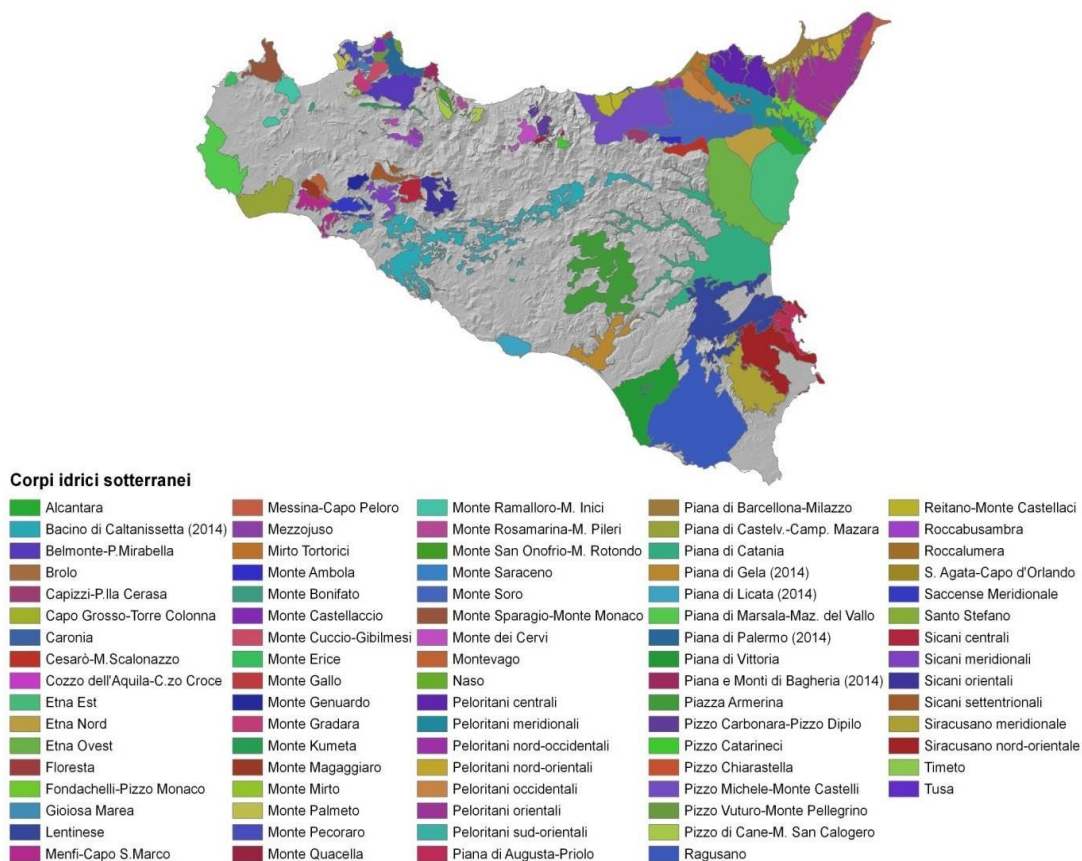 Corpi idrici sotterranei
Alcantara
Bacino di Caltanissetta (2014)
Belmonte-P.Mirabella
Brolo
Capizzi-P.lla Cerasa
Capo Grosso-Torre Colonna
Caronia
Cesarò-M.Scalonazzo
Cozzo dell'Aquila-C.zo Croce
Etna Est
Etna Nord
Etna Ovest
Floresta
Fondachelli-Pizzo Monaco
Gioiosa Marea
Lentinese
Menfi-Capo S.Marco
Messina-Capo Peloro
Mezzojuso
Mirto Tortorici
Monte Ambola
Monte Bonifato
Monte Castellaccio
Monte Cuccio-Gibilmesi
Monte Erice
Monte Gallo
Monte Genuardo
Monte Gradara
Monte Kumeta
Monte Magaggiaro
Monte Mirto
Monte Palmeto
Monte Pecoraro
Monte Quacella
Monte Ramalloro-M. Inici
Monte Rosamarina-M. Pileri
Monte San Onofrio-M. Rotondo
Monte Saraceno
Monte Soro
Monte Sparagio-Monte Monaco
Monte dei Cervi
Montevago
Naso
Peloritani centrali
Peloritani meridionali
Peloritani nord-occidentali
Peloritani nord-orientali
Peloritani occidentali
Peloritani orientali
Peloritani sud-orientali
Piana di Augusta-Priolo
Piana di Barcellona-Milazzo
Piana di Castelv.-Camp. Mazara
Piana di Catania
Piana di Gela (2014)
Piana di Licata (2014)
Piana di Marsala-Maz. del Vallo
Piana di Palermo (2014)
Piana di Vittoria
Piana e Monti di Bagheria (2014)
Piazza Armerina
Pizzo Carbonara-Pizzo Dipilo
Pizzo Catarineci
Pizzo Chiarastella
Pizzo Michele-Monte Castelli
Pizzo Vuturo-Monte Pellegrino
Pizzo di Cane-M. San Calogero
Ragusano
Reitano-Monte Castellaci
Roccabusambra
Roccalumera
S. Agata-Capo d'Orlando
Saccense Meridionale
Santo Stefano
Sicani centrali
Sicani meridionali
Sicani orientali
Sicani settentrionali
Siracusano meridionale
Siracusano nord-orientale
Timeto
Tusa